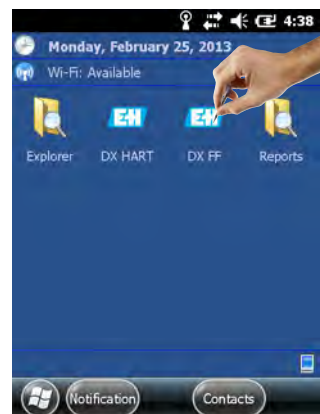 4:38
Monday, February 25, 2013
Wi-Fi: Available
E+H E+H
Explorer DX HART DX FF Reports
Notification Contacts